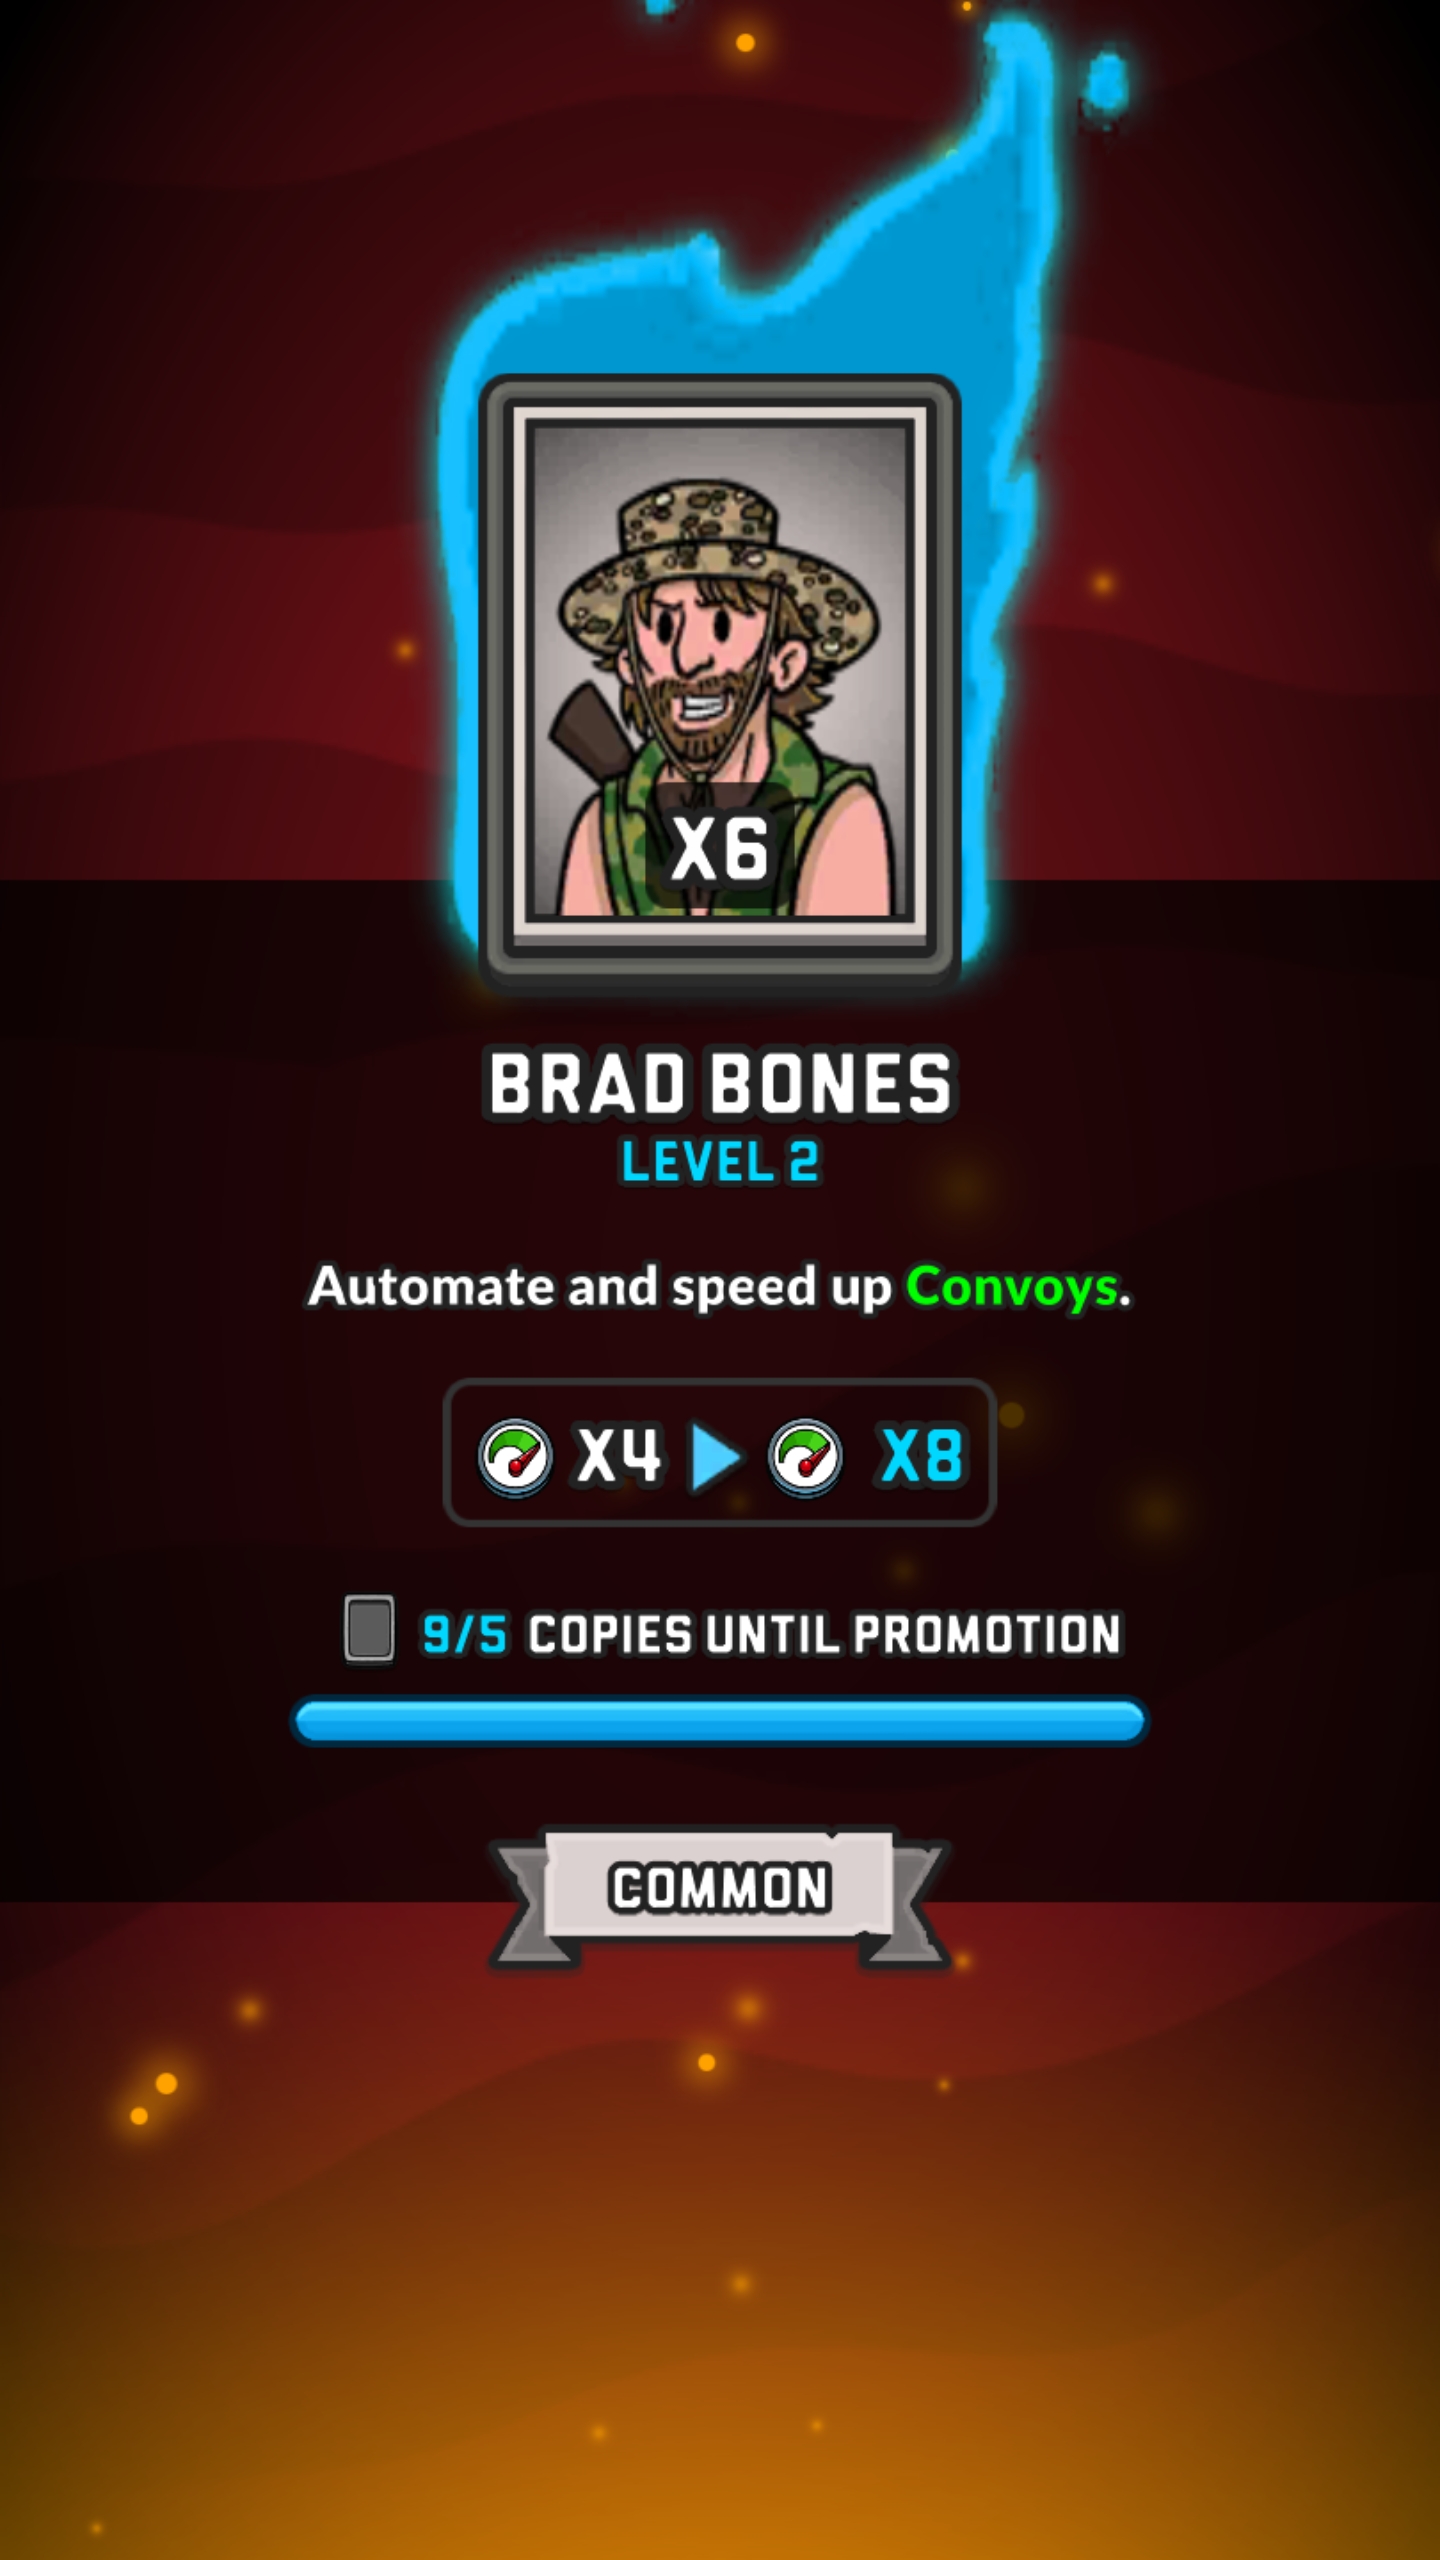 X6
BRAD BONES
LEVEL 2
Automate and speed up Convoys.
X4 X8
9/5 COPIES UNTIL PROMOTION
COMMON